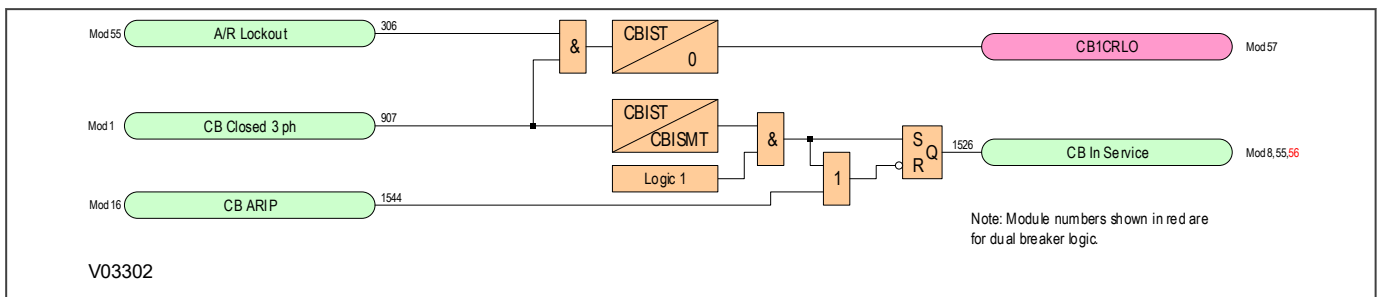 Mod 55
A/R Lockout
306
&
CBIST
0
CB1CRLO
Mod 57
Mod 1
CB Closed 3 ph
907
CBIST
CBISMT
&
Logic 1
1
S
Q
R
1526
CB In Service
Mod 8,55,56
Mod 16
CB ARIP
1544
Note: Module numbers shown in red are
for dual breaker logic.
V03302